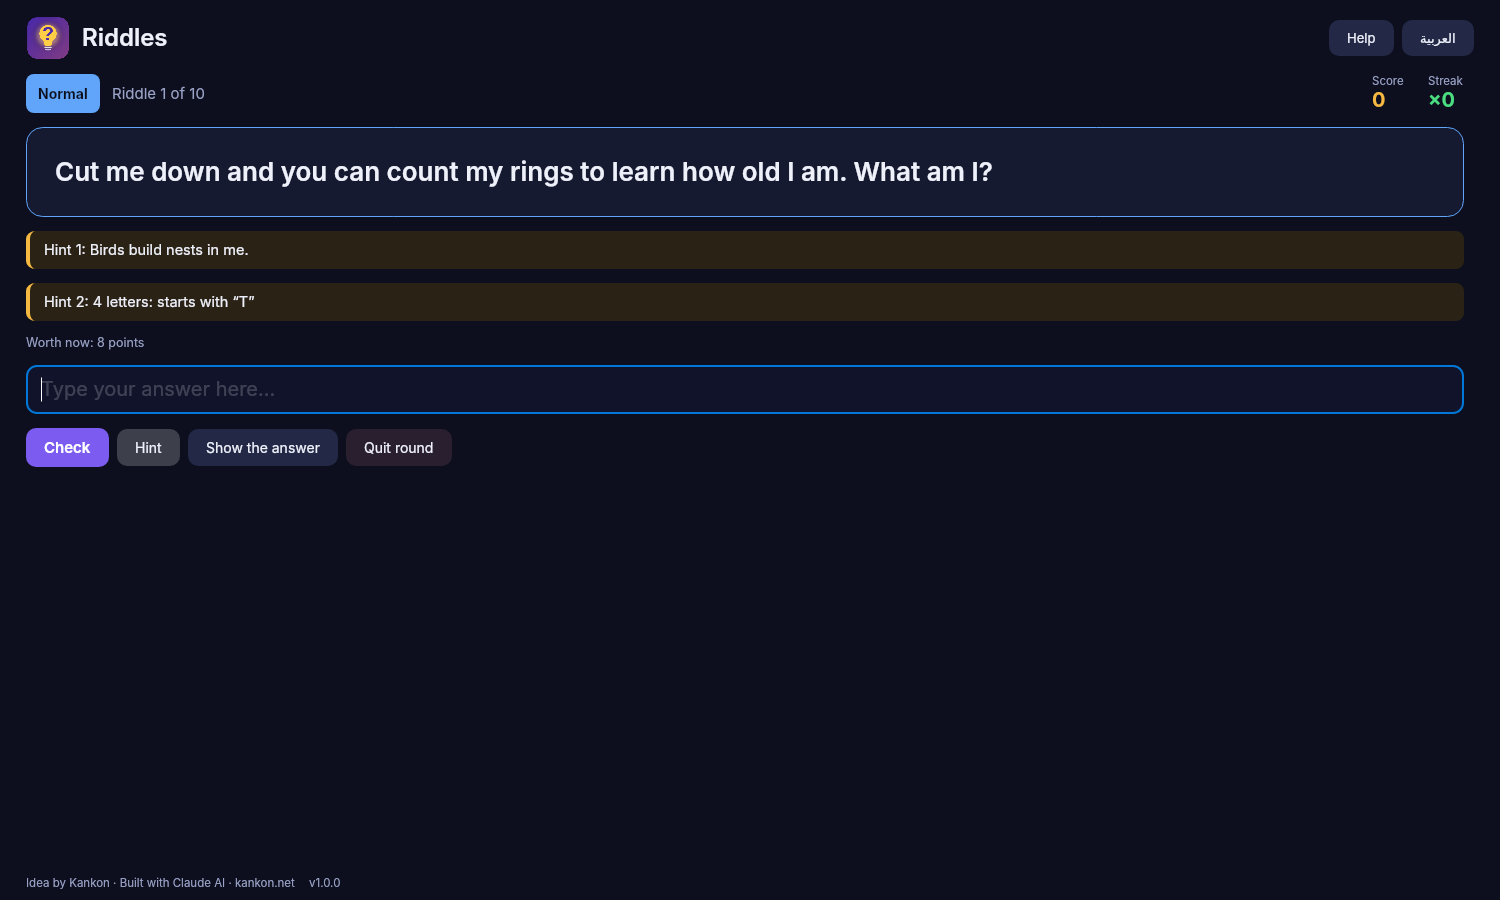 Riddles
Help
العربية
Normal
Riddle 1 of 10
Score
0
Streak
×0
Cut me down and you can count my rings to learn how old I am. What am I?
Hint 1: Birds build nests in me.
Hint 2: 4 letters: starts with “T”
Worth now: 8 points
Type your answer here...
Check
Hint
Show the answer
Quit round
Idea by Kankon · Built with Claude AI · kankon.net v1.0.0